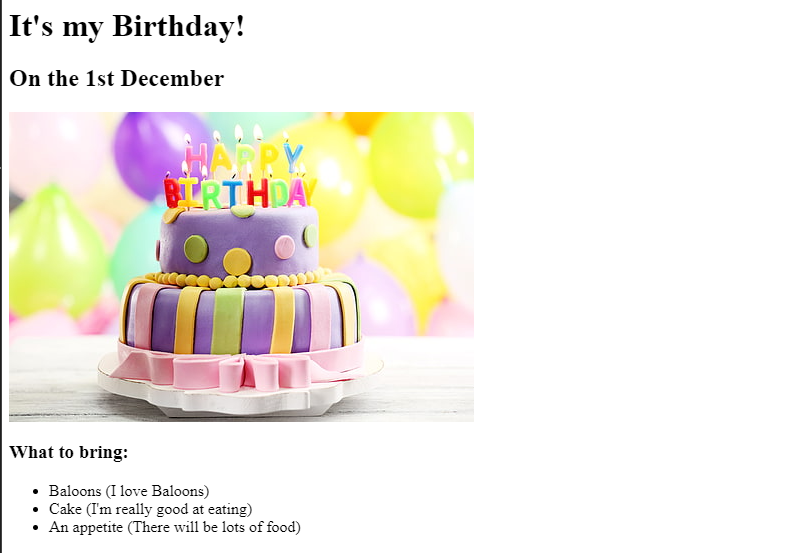 It's my Birthday!
On the 1st December
HAPPY
BIRTHDAY
What to bring:
Baloons (I love Baloons)
Cake (I'm really good at eating)
An appetite (There will be lots of food)